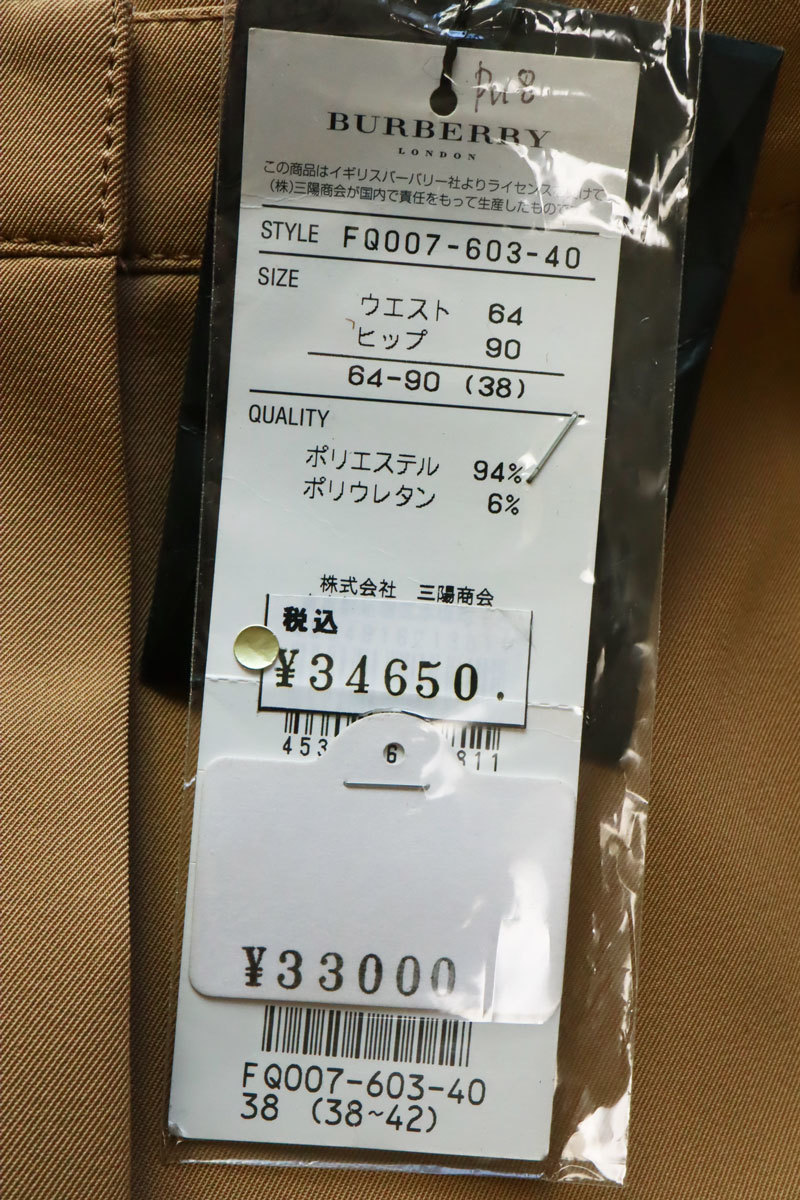 BURBERRY
LONDON
この商品はイギリスバーバリー社よりライセンス けて
(株)三陽商会が国内で責任をもって生産したもので
STYLE FQ007-603-40
SIZE
ウエスト 64
ヒップ 90
64-90 (38)
QUALITY
ポリエステル 94%
ポリウレタン 6%
株式会社 三陽商会
税込
¥34650.
453 6 811
¥33000
FQ007-603-40
38 (38~42)